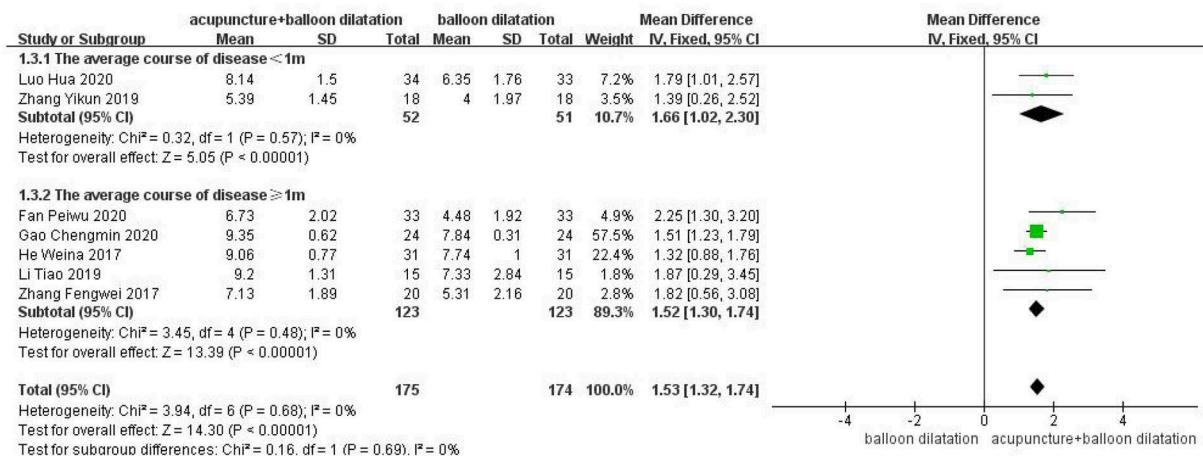 acupuncture+balloon dilatation balloon dilatation Mean Difference Mean Difference
Study or Subgroup Mean SD Total Mean SD Total Weight IV, Fixed, 95% CI IV, Fixed, 95% CI
1.3.1 The average course of disease<1m
Luo Hua 2020 8.14 1.5 34 6.35 1.76 33 7.2% 1.79 [1.01, 2.57]
Zhang Yikun 2019 5.39 1.45 18 4 1.97 18 3.5% 1.39 [0.26, 2.52]
Subtotal (95% CI) 52 51 10.7% 1.66 [1.02, 2.30]
Heterogeneity: Chi² = 0.32, df = 1 (P = 0.57); I² = 0%
Test for overall effect: Z = 5.05 (P < 0.00001)
1.3.2 The average course of disease≥1m
Fan Peiwu 2020 6.73 2.02 33 4.48 1.92 33 4.9% 2.25 [1.30, 3.20]
Gao Chengmin 2020 9.35 0.62 24 7.84 0.31 24 57.5% 1.51 [1.23, 1.79]
He Weina 2017 9.06 0.77 31 7.74 1 31 22.4% 1.32 [0.88, 1.76]
Li Tiao 2019 9.2 1.31 15 7.33 2.84 15 1.8% 1.87 [0.29, 3.45]
Zhang Fengwei 2017 7.13 1.89 20 5.31 2.16 20 2.8% 1.82 [0.56, 3.08]
Subtotal (95% CI) 123 123 89.3% 1.52 [1.30, 1.74]
Heterogeneity: Chi² = 3.45, df = 4 (P = 0.48); I² = 0%
Test for overall effect: Z = 13.39 (P < 0.00001)
Total (95% CI) 175 174 100.0% 1.53 [1.32, 1.74]
Heterogeneity: Chi² = 3.94, df = 6 (P = 0.68); I² = 0%
Test for overall effect: Z = 14.30 (P < 0.00001)
Test for subgroup differences: Chi² = 0.16, df = 1 (P = 0.69), I² = 0%
-4 -2 0 2 4
balloon dilatation acupuncture+balloon dilatation